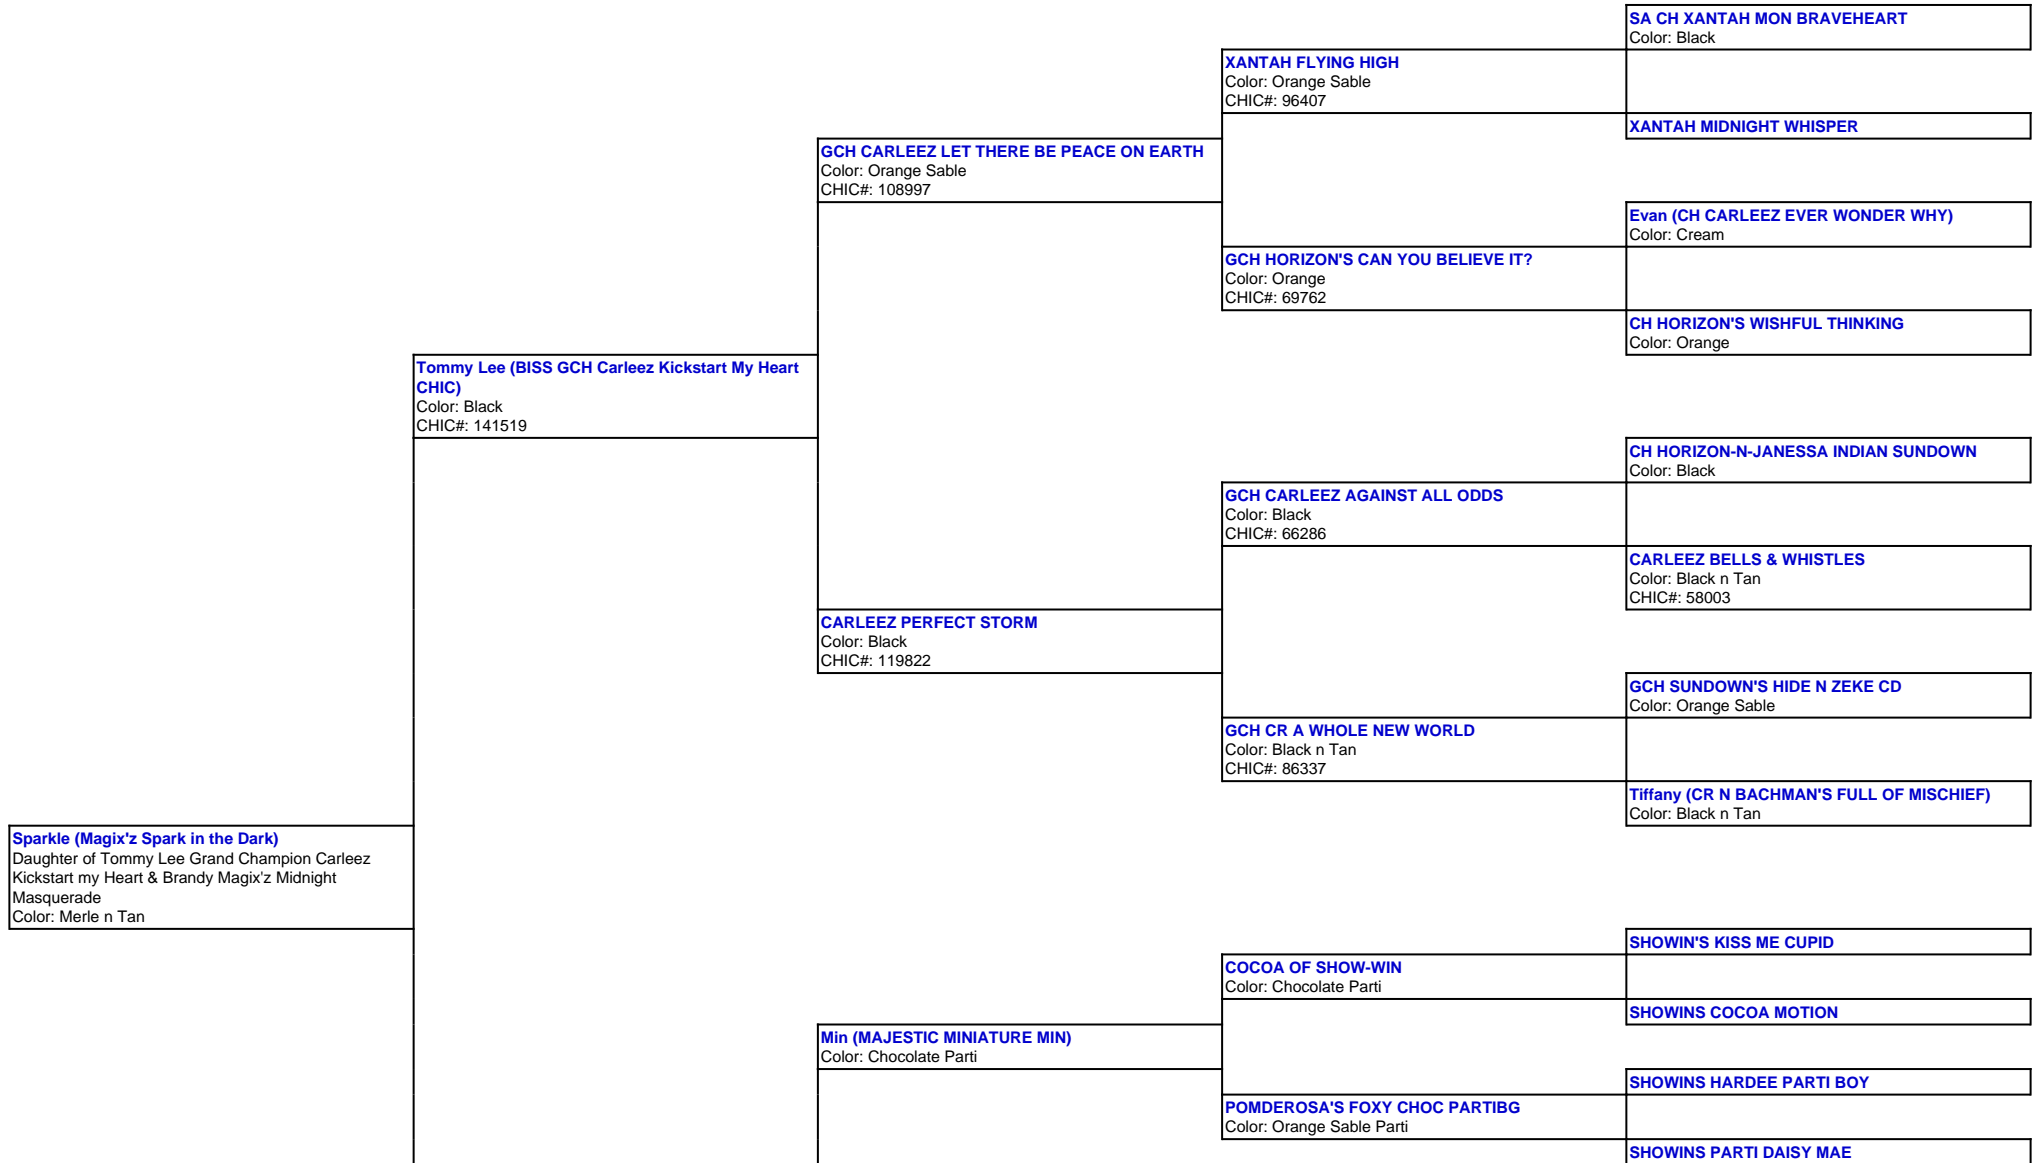 SA CH XANTAH MON BRAVEHEART
Color: Black
XANTAH FLYING HIGH
Color: Orange Sable
CHIC#: 96407
XANTAH MIDNIGHT WHISPER
GCH CARLEEZ LET THERE BE PEACE ON EARTH
Color: Orange Sable
CHIC#: 108997
Evan (CH CARLEEZ EVER WONDER WHY)
Color: Cream
GCH HORIZON'S CAN YOU BELIEVE IT?
Color: Orange
CHIC#: 69762
CH HORIZON'S WISHFUL THINKING
Color: Orange
Tommy Lee (BISS GCH Carleez Kickstart My Heart
CHIC)
Color: Black
CHIC#: 141519
CH HORIZON-N-JANESSA INDIAN SUNDOWN
Color: Black
GCH CARLEEZ AGAINST ALL ODDS
Color: Black
CHIC#: 66286
CARLEEZ BELLS & WHISTLES
Color: Black n Tan
CHIC#: 58003
CARLEEZ PERFECT STORM
Color: Black
CHIC#: 119822
GCH SUNDOWN'S HIDE N ZEKE CD
Color: Orange Sable
GCH CR A WHOLE NEW WORLD
Color: Black n Tan
CHIC#: 86337
Tiffany (CR N BACHMAN'S FULL OF MISCHIEF)
Color: Black n Tan
Sparkle (Magix'z Spark in the Dark)
Daughter of Tommy Lee Grand Champion Carleez
Kickstart my Heart & Brandy Magix'z Midnight
Masquerade
Color: Merle n Tan
SHOWIN'S KISS ME CUPID
COCOA OF SHOW-WIN
Color: Chocolate Parti
SHOWINS COCOA MOTION
Min (MAJESTIC MINIATURE MIN)
Color: Chocolate Parti
SHOWINS HARDEE PARTI BOY
POMDEROSA'S FOXY CHOC PARTIBG
Color: Orange Sable Parti
SHOWINS PARTI DAISY MAE